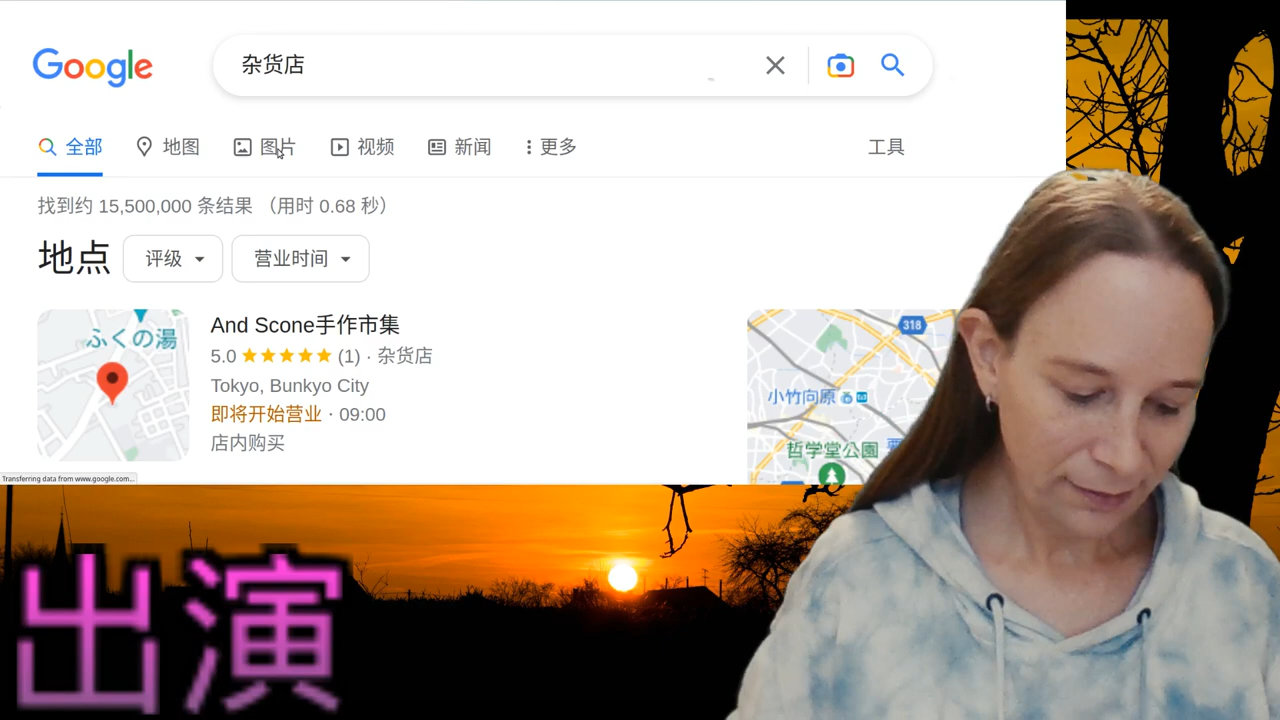 Google
杂货店
全部 地图 图片 视频 新闻 更多 工具
找到约 15,500,000 条结果 （用时 0.68 秒）
地点 评级 营业时间
ふくの湯
And Scone手作市集
5.0 (1) · 杂货店
Tokyo, Bunkyo City
即将开始营业 · 09:00
店内购买
318
小竹向原
哲学堂公園
Transferring data from www.google.com...
出演